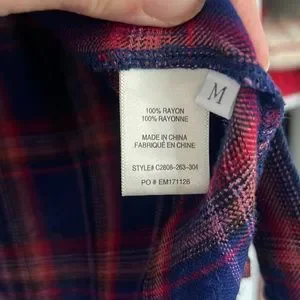 100% RAYON
100% RAYONNE
MADE IN CHINA
FABRIQUÉ EN CHINE
STYLE# C2808-263-304
PO # EM171128
M